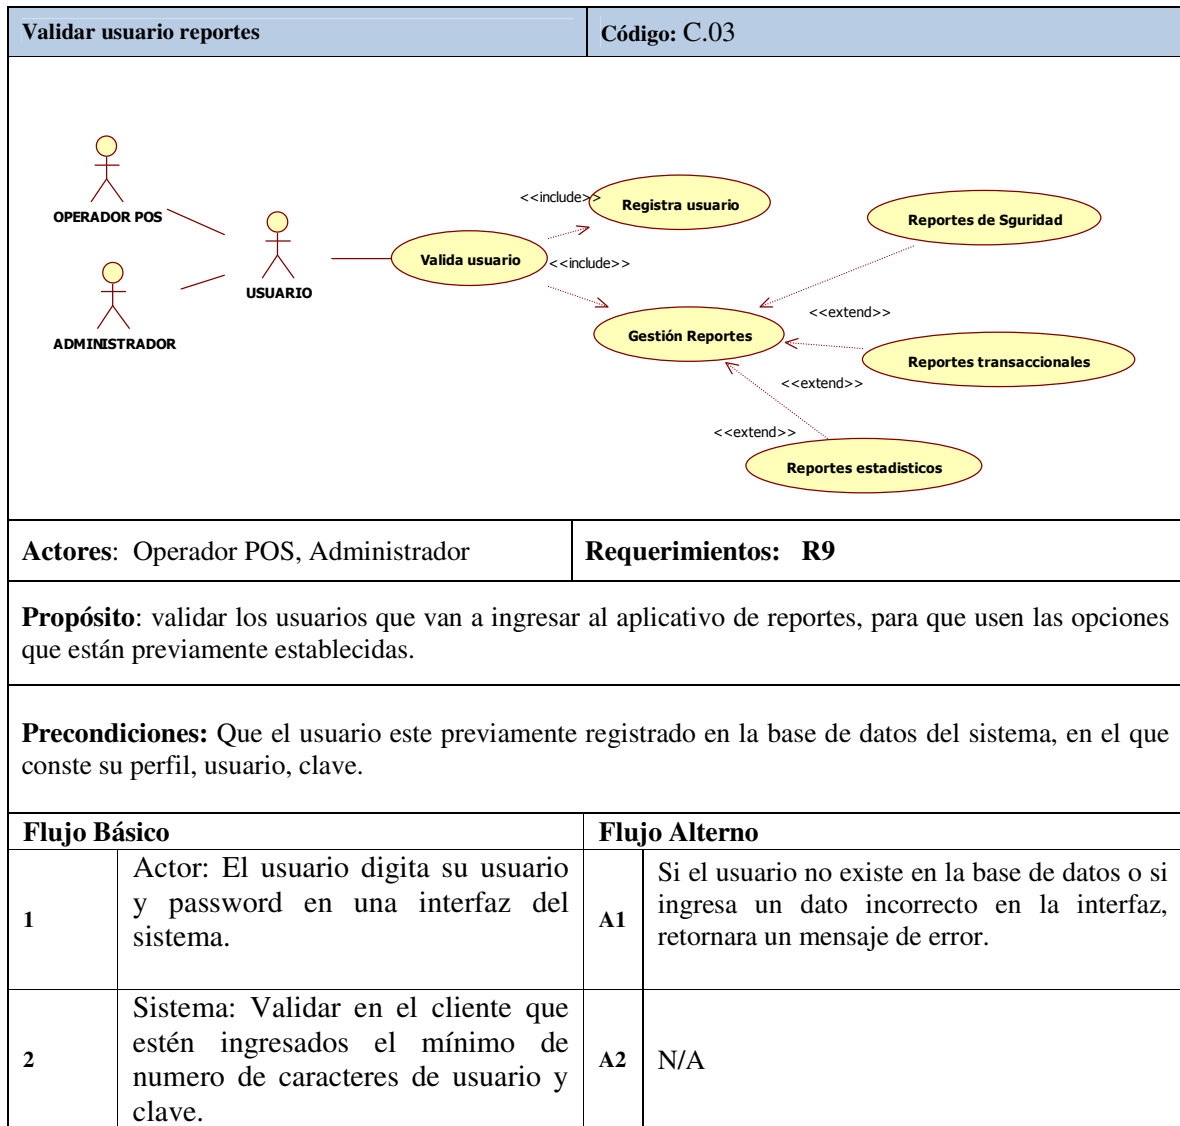 Validar usuario reportes
Código: C.03
OPERADOR POS
ADMINISTRADOR
USUARIO
Valida usuario
<<include>>
Registra usuario
<<include>>
Gestión Reportes
Reportes de Sguridad
<<extend>>
Reportes transaccionales
<<extend>>
<<extend>>
Reportes estadisticos
Actores: Operador POS, Administrador
Requerimientos: R9
Propósito: validar los usuarios que van a ingresar al aplicativo de reportes, para que usen las opciones
que están previamente establecidas.
Precondiciones: Que el usuario este previamente registrado en la base de datos del sistema, en el que
conste su perfil, usuario, clave.
Flujo Básico
Flujo Alterno
1
Actor: El usuario digita su usuario
y password en una interfaz del
sistema.
A1
Si el usuario no existe en la base de datos o si
ingresa un dato incorrecto en la interfaz,
retornara un mensaje de error.
2
Sistema: Validar en el cliente que
estén ingresados el mínimo de
numero de caracteres de usuario y
clave.
A2
N/A